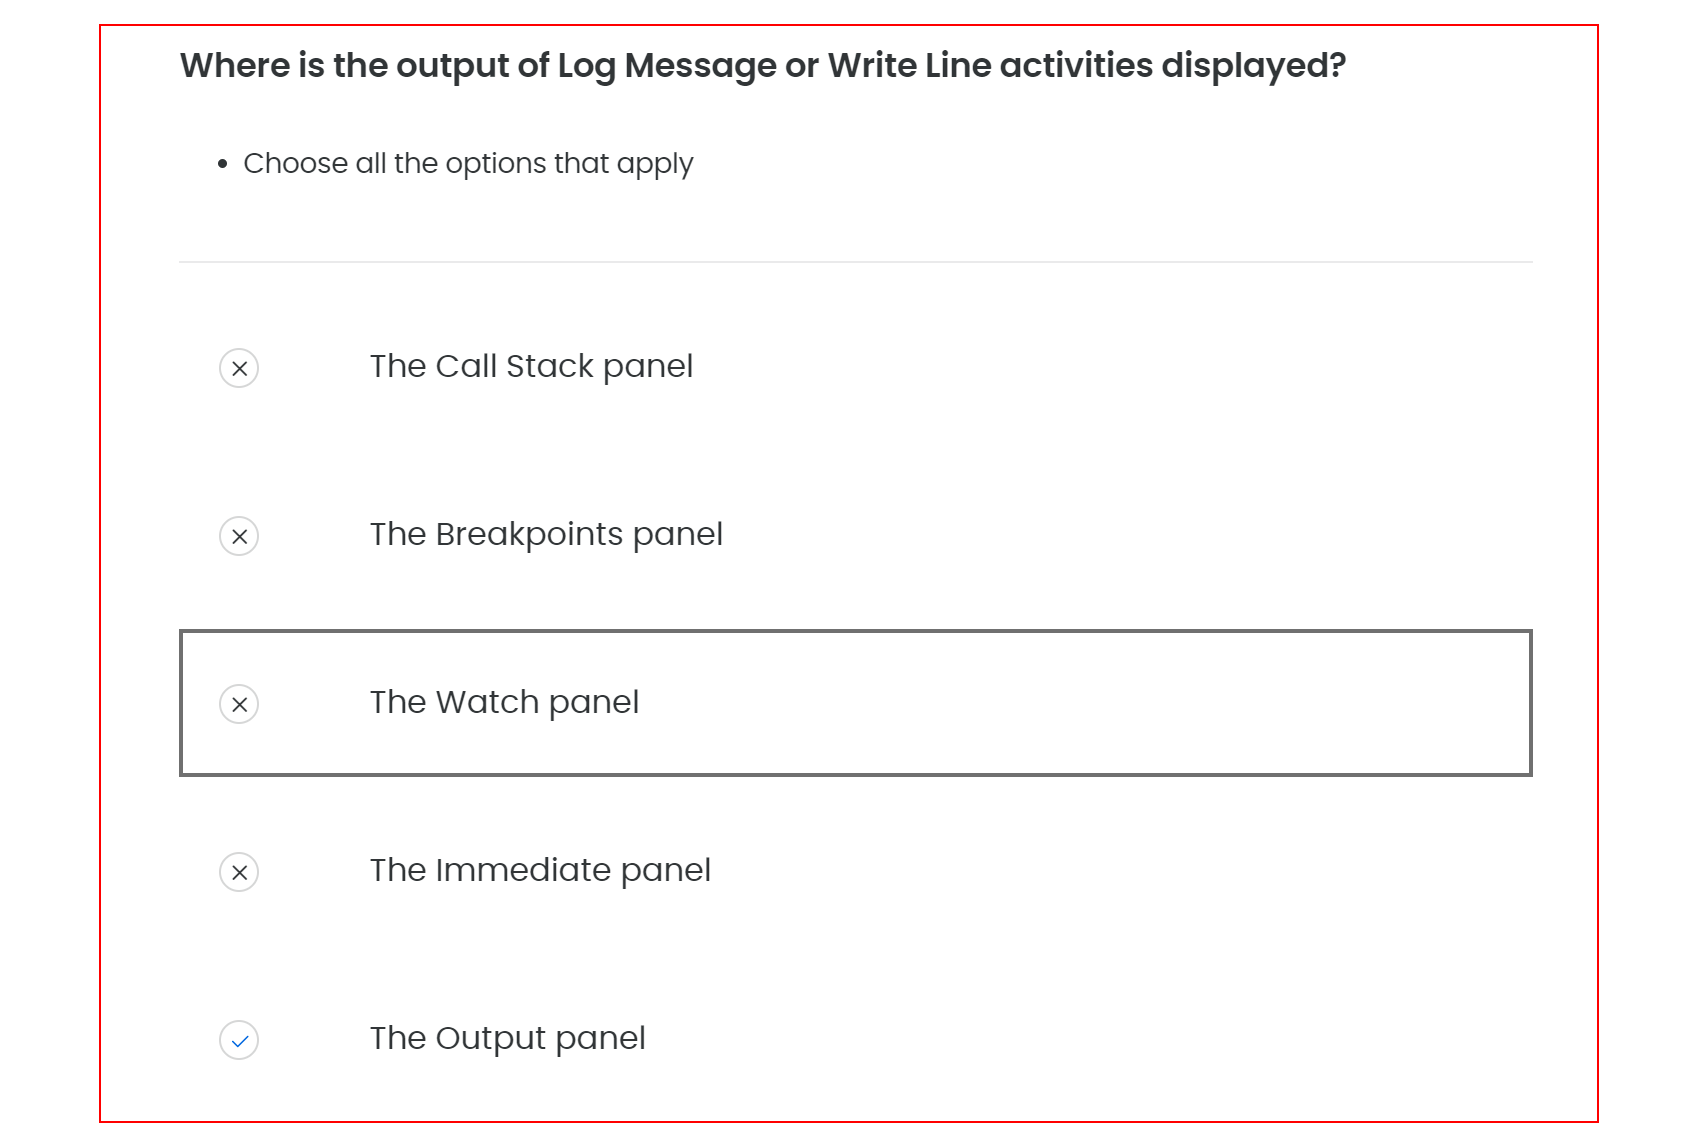 Where is the output of Log Message or Write Line activities displayed?
• Choose all the options that apply
The Call Stack panel
The Breakpoints panel
The Watch panel
The Immediate panel
The Output panel